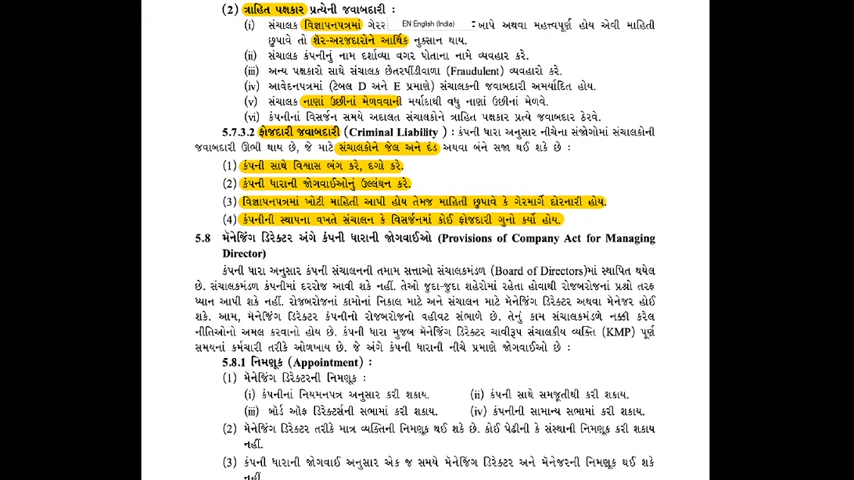 (2) ત્રાહિત પક્ષકાર પ્રત્યેની જવાબદારી :
(i) સંચાલક વિજ્ઞાપનપત્રમાં ગેરર EN English (India) આપે અથવા મહત્ત્વપૂર્ણ હોય એવી માહિતી
છુપાવે તો શૅર-અરજદારોને આર્થિક નુકસાન થાય.
(ii) સંચાલક કંપનીનું નામ દર્શાવ્યા વગર પોતાના નામે વ્યવહાર કરે.
(iii) અન્ય પક્ષકારો સાથે સંચાલક છેતરપીંડીવાળા (Fraudulent) વ્યવહારો કરે.
(iv) આવેદનપત્રમાં (ટેબલ D અને E પ્રમાણે) સંચાલકની જવાબદારી અમર્યાદિત હોય.
(v) સંચાલક નાણાં ઉછીનાં મેળવવાની મર્યાદાથી વધુ નાણાં ઉછીનાં મેળવે.
(vi) કંપનીનાં વિસર્જન સમયે અદાલત સંચાલકોને ત્રાહિત પક્ષકાર પ્રત્યે જવાબદાર ઠેરવે.
5.7.3.2 ફોજદારી જવાબદારી (Criminal Liability) : કંપની ધારા અનુસાર નીચેના સંજોગોમાં સંચાલકોની
જવાબદારી ઊભી થાય છે, જે માટે સંચાલકોને જેલ અને દંડ અથવા બંને સજા થઈ શકે છે :
(1) કંપની સાથે વિશ્વાસ ભંગ કરે, દગો કરે.
(2) કંપની ધારાની જોગવાઈઓનું ઉલ્લંઘન કરે.
(3) વિજ્ઞાપનપત્રમાં ખોટી માહિતી આપી હોય તેમજ માહિતી છુપાવે કે ગેરમાર્ગે દોરનારી હોય.
(4) કંપનીની સ્થાપના વખતે સંચાલન કે વિસર્જનમાં કોઈ ફોજદારી ગુનો કર્યો હોય.
5.8 મૅનેજિંગ ડિરેક્ટર અંગે કંપની ધારાની જોગવાઈઓ (Provisions of Company Act for Managing
Director)
કંપની ધારા અનુસાર કંપની સંચાલનની તમામ સત્તાઓ સંચાલકમંડળ (Board of Directors)માં સ્થાપિત થયેલ
છે. સંચાલકમંડળ કંપનીમાં દરરોજ આવી શકે નહીં. તેઓ જુદા-જુદા શહેરોમાં રહેતા હોવાથી રોજબરોજનાં પ્રશ્નો તરફ
ધ્યાન આપી શકે નહીં. રોજબરોજનાં કામોનાં નિકાલ માટે અને સંચાલન માટે મૅનેજિંગ ડિરેક્ટર અથવા મૅનેજર હોઈ
શકે. આમ, મૅનેજિંગ ડિરેક્ટર કંપનીનો રોજબરોજનો વહીવટ સંભાળે છે. તેનું કામ સંચાલકમંડળે નક્કી કરેલ
નીતિઓનો અમલ કરવાનો હોય છે. કંપની ધારા મુજબ મૅનેજિંગ ડિરેક્ટર ચાવીરૂપ સંચાલકીય વ્યક્તિ (KMP) પૂર્ણ
સમયનાં કર્મચારી તરીકે ઓળખાય છે. જે અંગે કંપની ધારાની નીચે પ્રમાણે જોગવાઈઓ છે :
5.8.1 નિમણૂક (Appointment) :
(1) મૅનેજિંગ ડિરેક્ટરની નિમણૂક :
(i) કંપનીનાં નિયમનપત્ર અનુસાર કરી શકાય. (ii) કંપની સાથે સમજૂતીથી કરી શકાય.
(iii) બૉર્ડ ઑફ ડિરેક્ટર્સની સભામાં કરી શકાય. (iv) કંપનીની સામાન્ય સભામાં કરી શકાય.
(2) મૅનેજિંગ ડિરેક્ટર તરીકે માત્ર વ્યક્તિની નિમણૂક થઈ શકે છે. કોઈ પેઢીની કે સંસ્થાની નિમણૂક કરી શકાય
નહીં.
(3) કંપની ધારાની જોગવાઈ અનુસાર એક જ સમયે મૅનેજિંગ ડિરેક્ટર અને મૅનેજરની નિમણૂક થઈ શકે
નહીં.